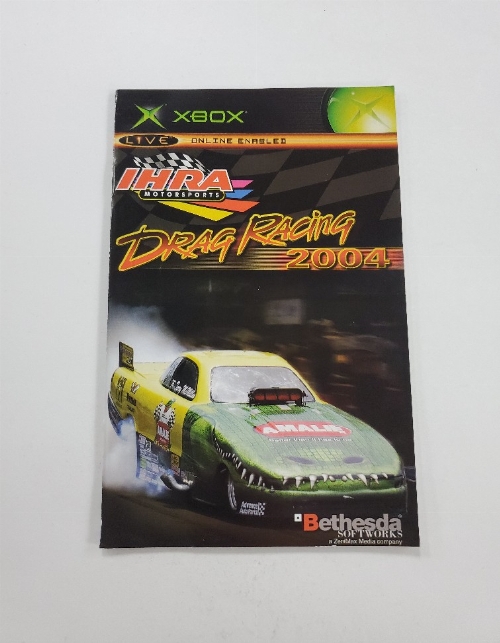 XBOX
LIVE ONLINE ENABLED
IHRA
MOTORSPORTS
DRAG RACING
2004
AMALIE
Bethesda
SOFTWORKS
a ZeniMax Media company